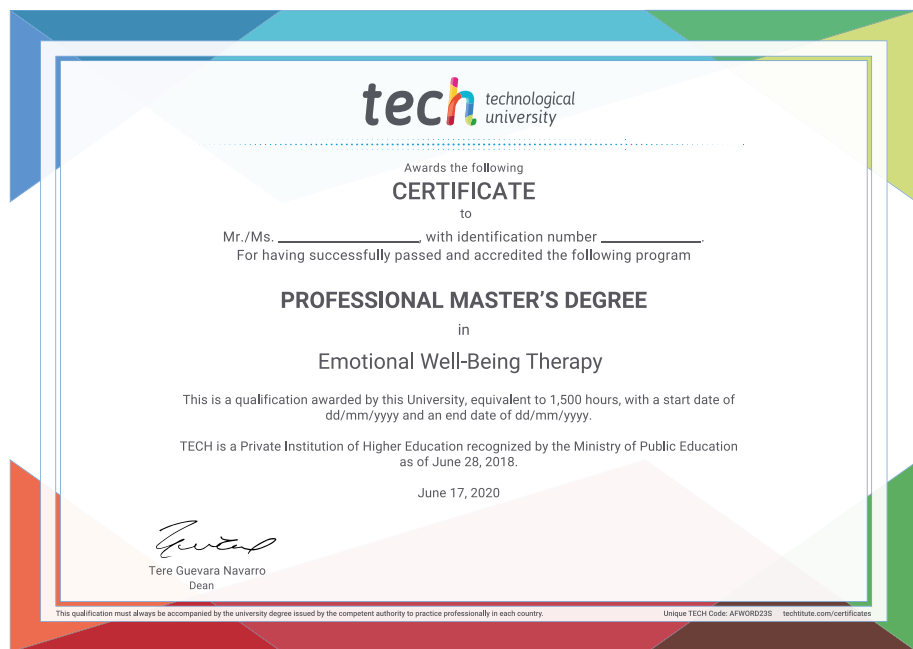 tech technological
university
Awards the following
CERTIFICATE
to
Mr./Ms. ____________________, with identification number ______________.
For having successfully passed and accredited the following program
PROFESSIONAL MASTER'S DEGREE
in
Emotional Well-Being Therapy
This is a qualification awarded by this University, equivalent to 1,500 hours, with a start date of
dd/mm/yyyy and an end date of dd/mm/yyyy.
TECH is a Private Institution of Higher Education recognized by the Ministry of Public Education
as of June 28, 2018.
June 17, 2020
Tere Guevara Navarro
Dean
This qualification must always be accompanied by the university degree issued by the competent authority to practice professionally in each country. Unique TECH Code: AFWORD23S techtitute.com/certificates